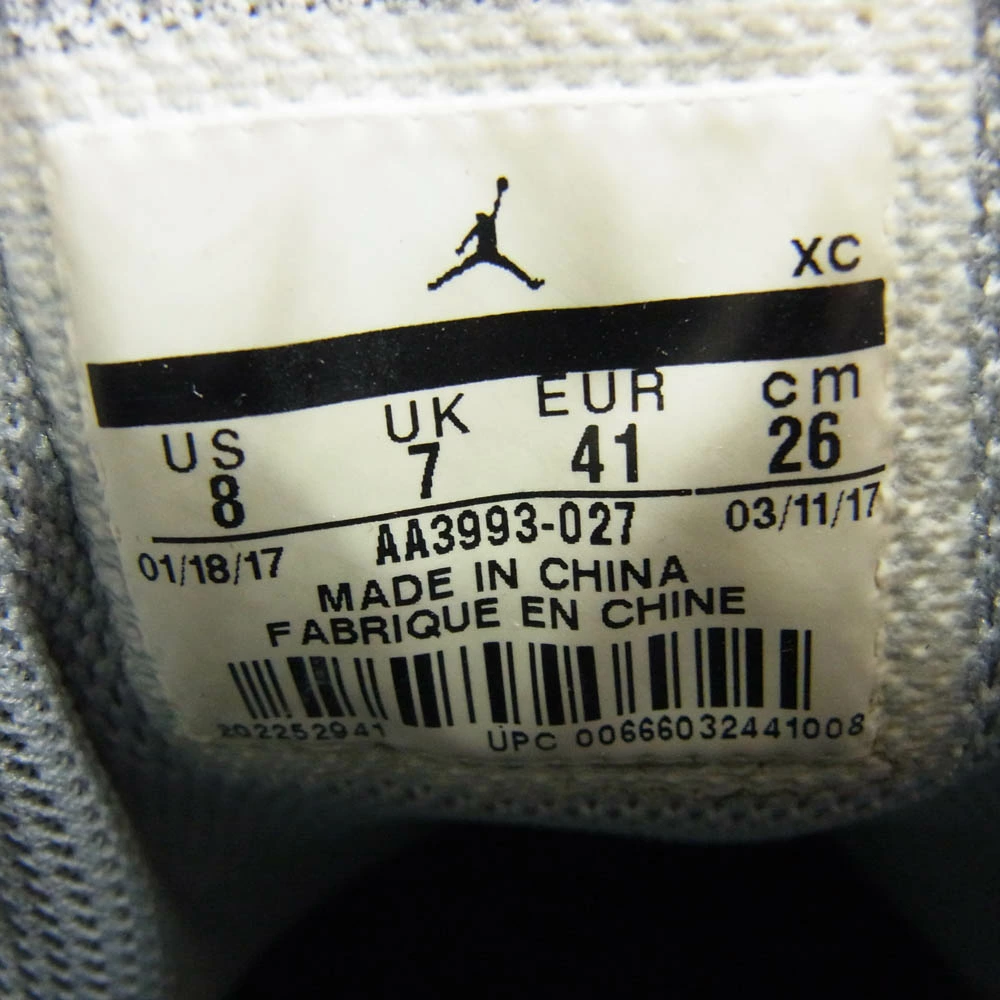 XC
US UK EUR cm
8 7 41 26
01/18/17 AA3993-027 03/11/17
MADE IN CHINA
FABRIQUE EN CHINE
202252941 UPC 00666032441008